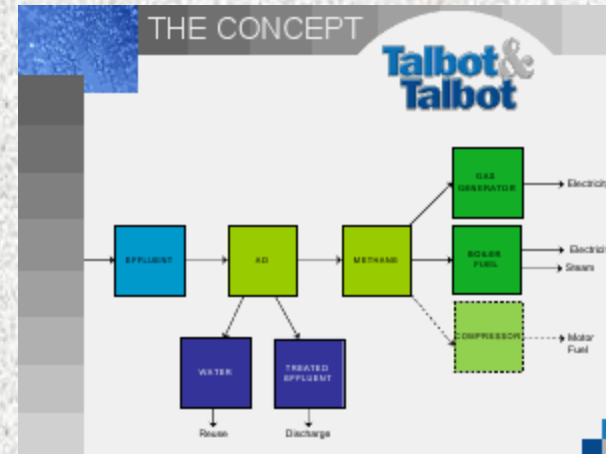 THE CONCEPT
Talbot&
Talbot
GAS
GENERATOR
Electricity
EFFLUENT
AD
METHANE
BOILER
FUEL
Electricity
Steam
COMPRESSOR
Motor
Fuel
WATER
TREATED
EFFLUENT
Reuse
Discharge